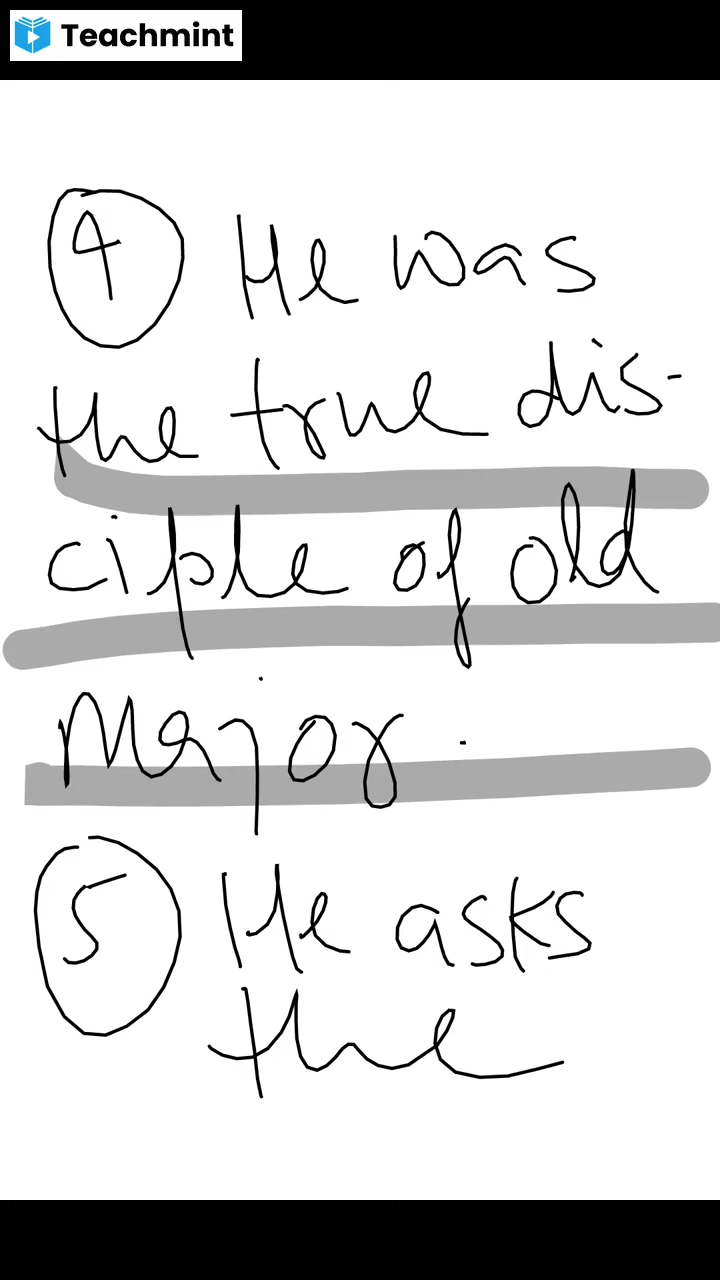 Teachmint
4 He was
the true dis-
ciple of old
Major.
5 He asks
the